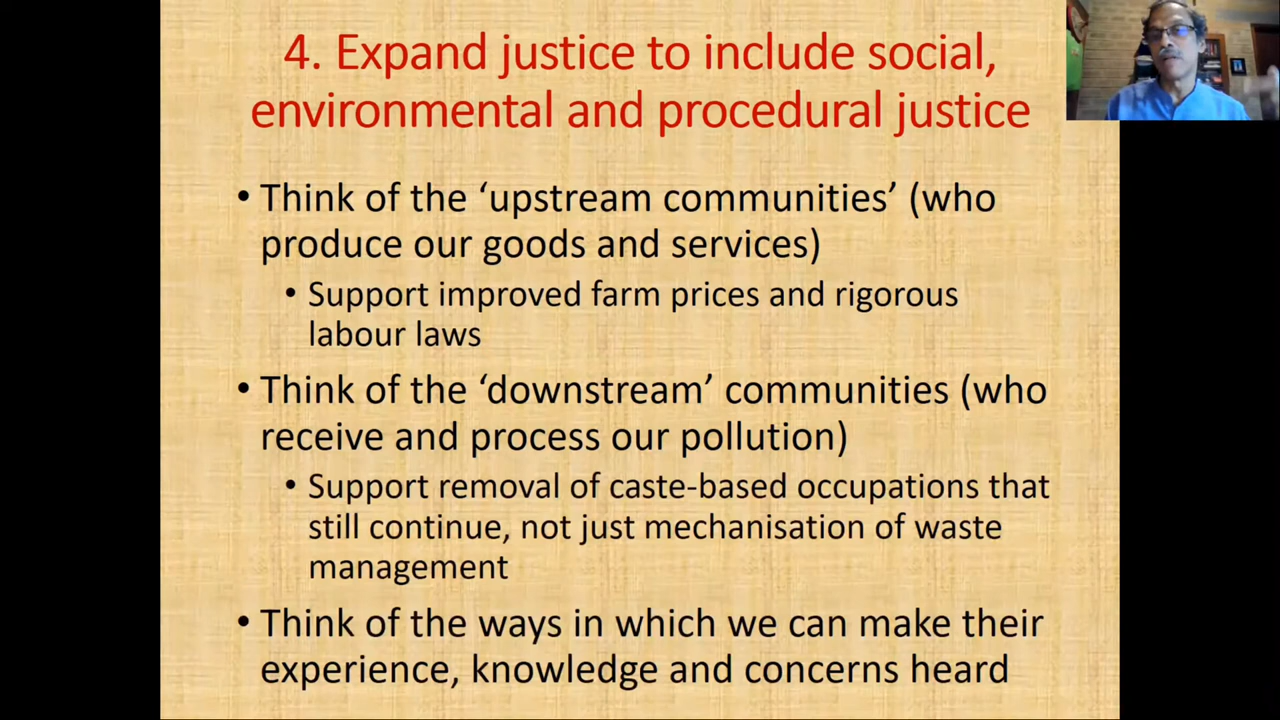 4. Expand justice to include social,
environmental and procedural justice
• Think of the ‘upstream communities’ (who
produce our goods and services)
• Support improved farm prices and rigorous
labour laws
• Think of the ‘downstream’ communities (who
receive and process our pollution)
• Support removal of caste-based occupations that
still continue, not just mechanisation of waste
management
• Think of the ways in which we can make their
experience, knowledge and concerns heard